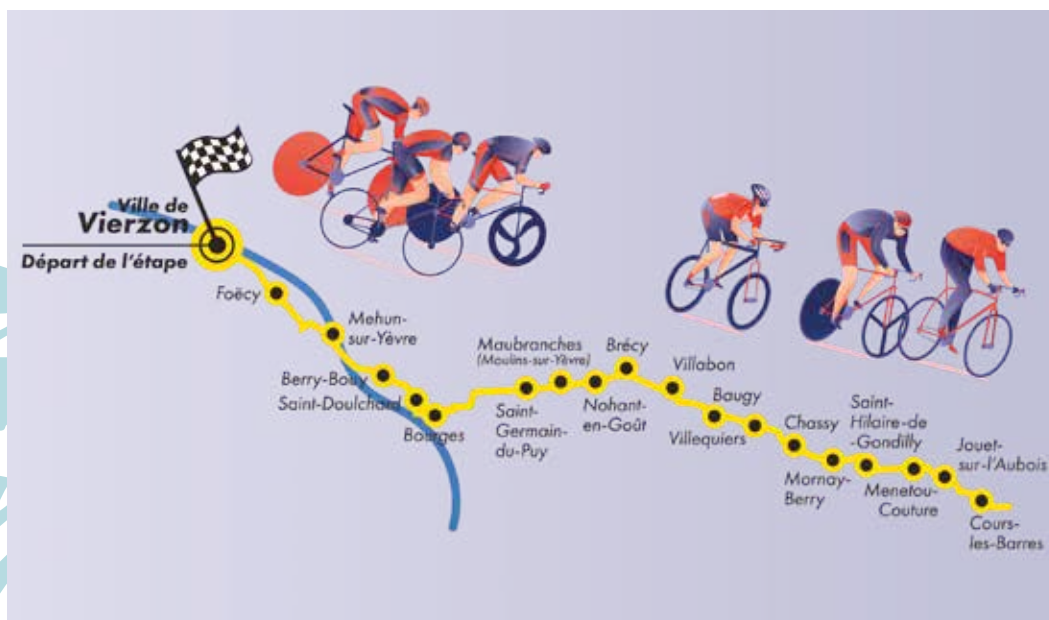 Ville de
Vierzon
Départ de l'étape
Foëcy
Mehun-
sur-Yèvre
Berry-Bouy
Saint-Doulchard
Bourges
Saint-
Germain-
du-Puy
Maubranches
(Moulins-sur-Yèvre)
Nohant-
en-Goût
Brécy
Villabon
Villequiers
Baugy
Chassy
Mornay-
Berry
Saint-
Hilaire-de
-Gondilly
Menetou-
Couture
Jouet-
sur-l'Aubois
Cours-
les-Barres